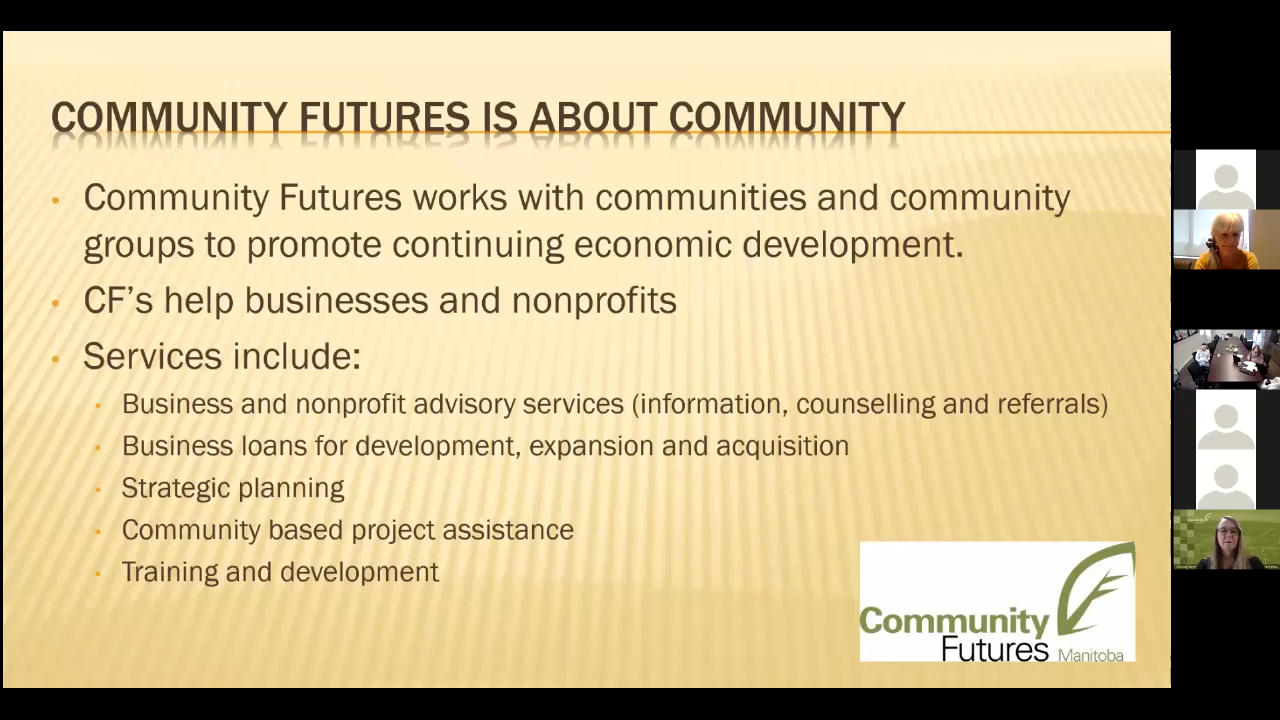 COMMUNITY FUTURES IS ABOUT COMMUNITY
• Community Futures works with communities and community
groups to promote continuing economic development.
• CF's help businesses and nonprofits
• Services include:
• Business and nonprofit advisory services (information, counselling and referrals)
• Business loans for development, expansion and acquisition
• Strategic planning
• Community based project assistance
• Training and development
Community
Futures Manitoba